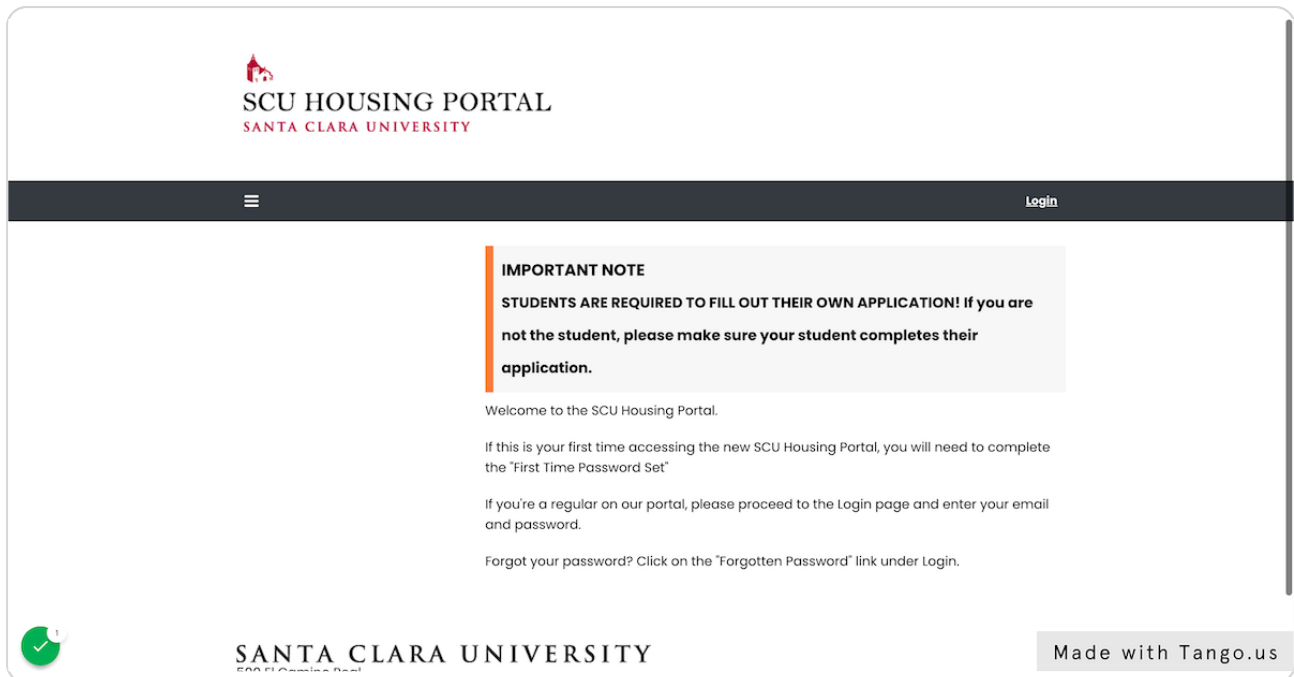 SCU HOUSING PORTAL
SANTA CLARA UNIVERSITY
Login
IMPORTANT NOTE
STUDENTS ARE REQUIRED TO FILL OUT THEIR OWN APPLICATION! If you are
not the student, please make sure your student completes their
application.
Welcome to the SCU Housing Portal.
If this is your first time accessing the new SCU Housing Portal, you will need to complete
the "First Time Password Set"
If you're a regular on our portal, please proceed to the Login page and enter your email
and password.
Forgot your password? Click on the "Forgotten Password" link under Login.
1
SANTA CLARA UNIVERSITY
500 El Camino Real
Made with Tango.us